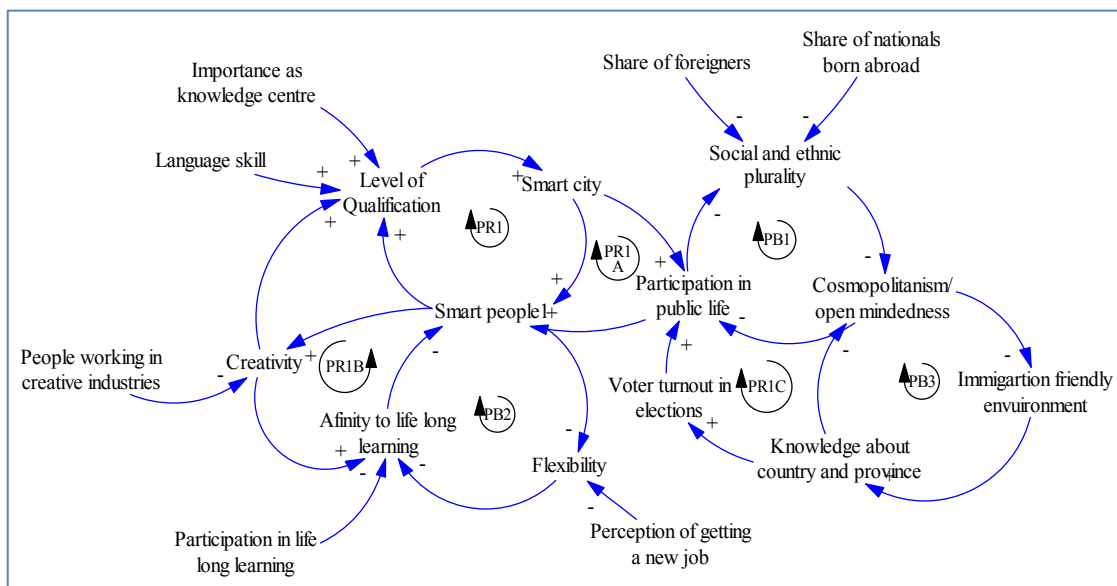 Share of nationals
born abroad
Share of foreigners
-
-
Importance as
knowledge centre
Language skill
+
+
+
Level of
Qualification
+
+
Smart city
Social and ethnic
plurality
-
PR1
PR1
A
PB1
+
+
-
Participation in
public life
Cosmopolitanism/
open mindedness
Smart people1+
-
-
-
People working in
creative industries
-
Creativity
+
PR1B
-
+
Voter turnout in
elections
+
PR1C
PB3
Immigartion friendly
envuironment
Afinity to life long
learning
PB2
+
-
-
-
Flexibility
-
Knowledge about
country and province
+
Participation in life
long learning
Perception of getting
a new job